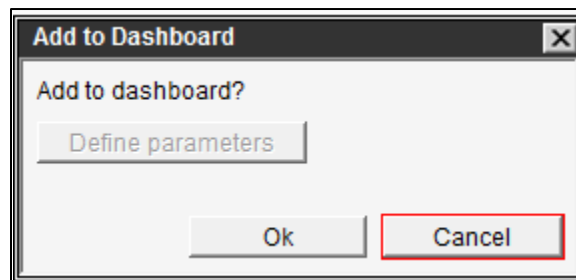 Add to Dashboard
Add to dashboard?
Define parameters
Ok Cancel